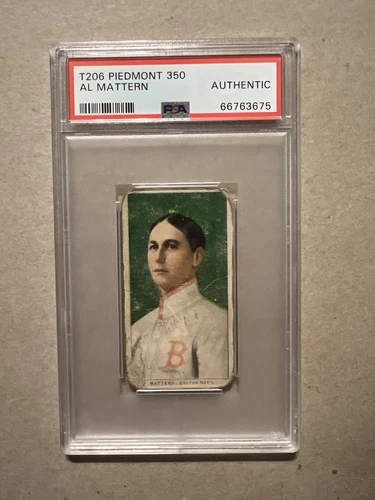 T206 PIEDMONT 350
AL MATTERN AUTHENTIC
PSA 66763675
B
MATTERN, BOSTON NAT'L